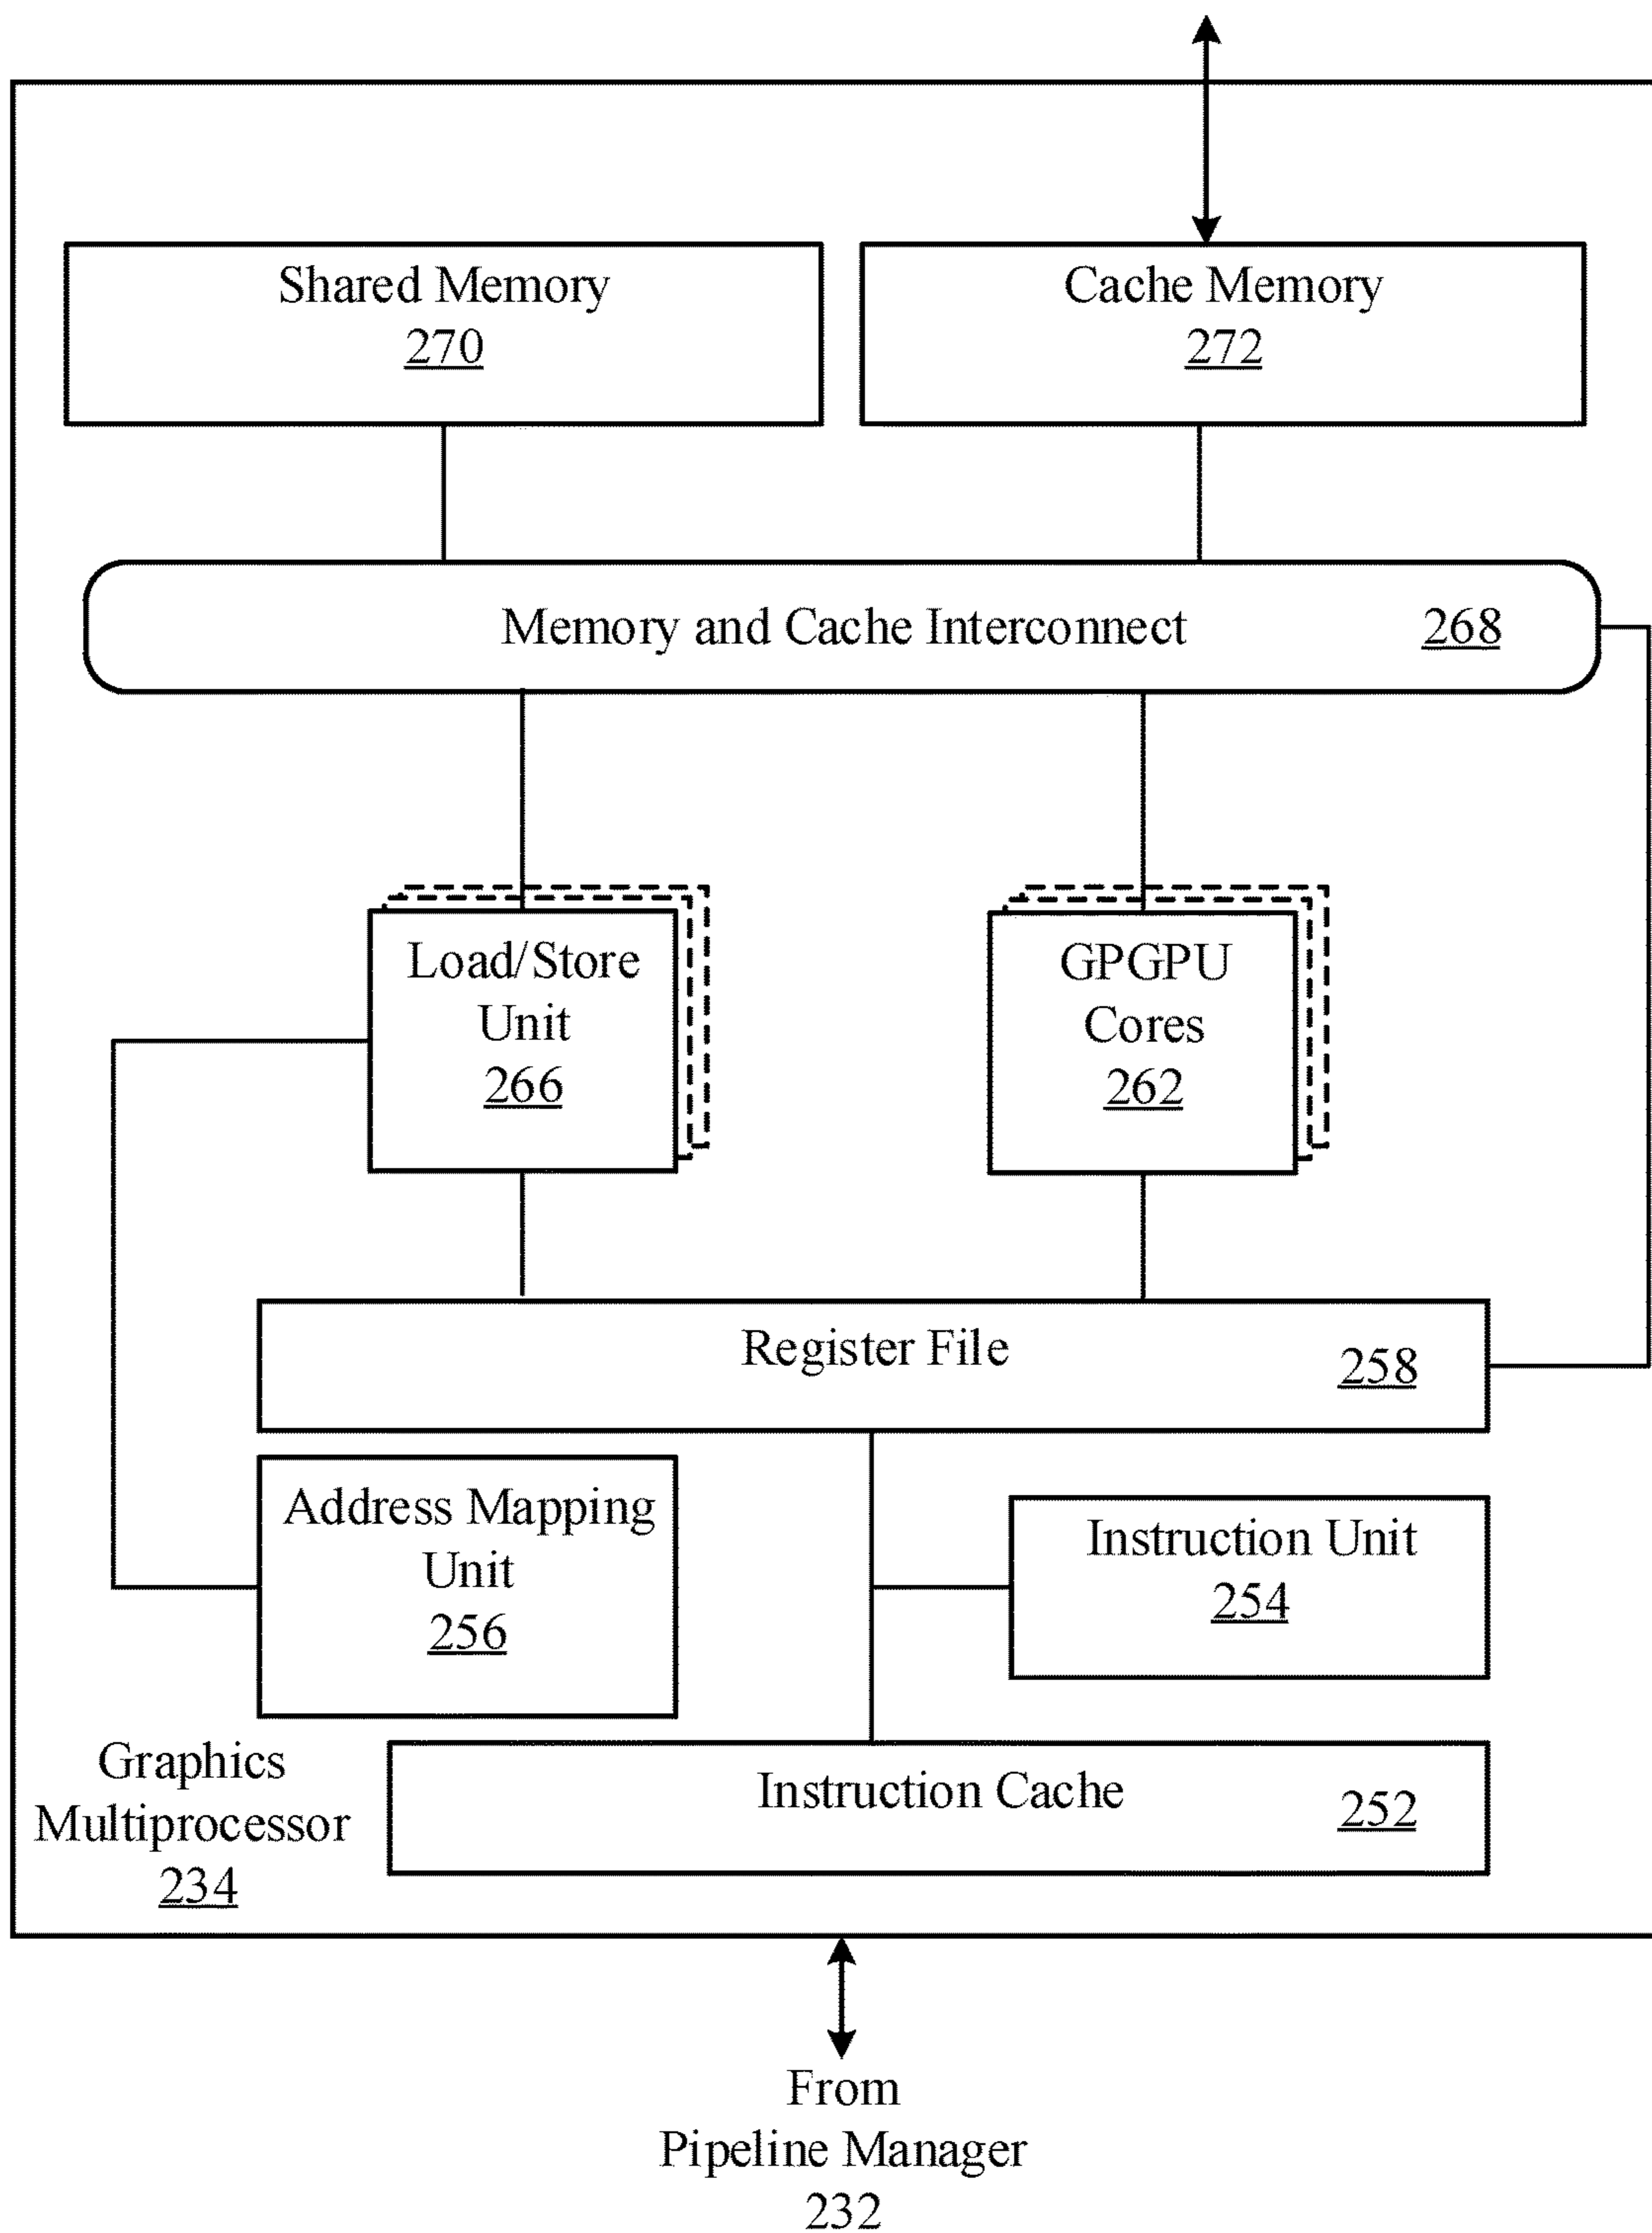 Shared Memory
270
Cache Memory
272
Memory and Cache Interconnect 268
Load/Store
Unit
266
GPGPU
Cores
262
Register File 258
Address Mapping
Unit
256
Instruction Unit
254
Graphics
Multiprocessor
234
Instruction Cache 252
From
Pipeline Manager
232